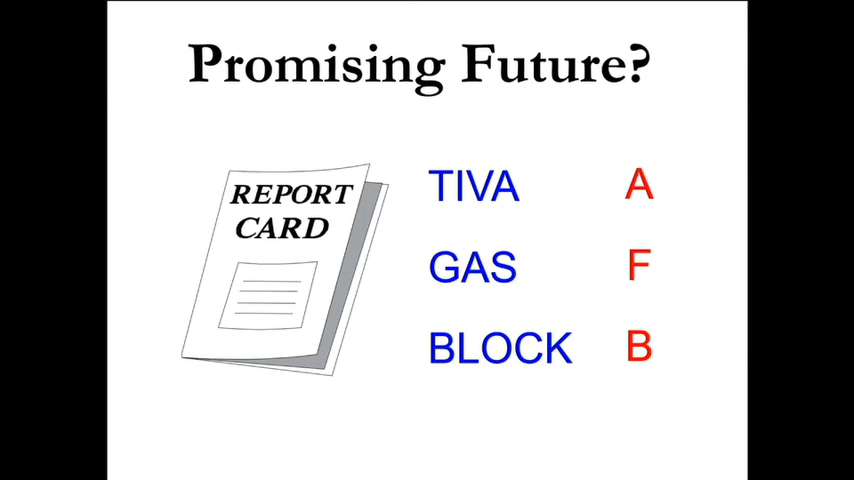 Promising Future?
REPORT
CARD
TIVA A
GAS F
BLOCK B